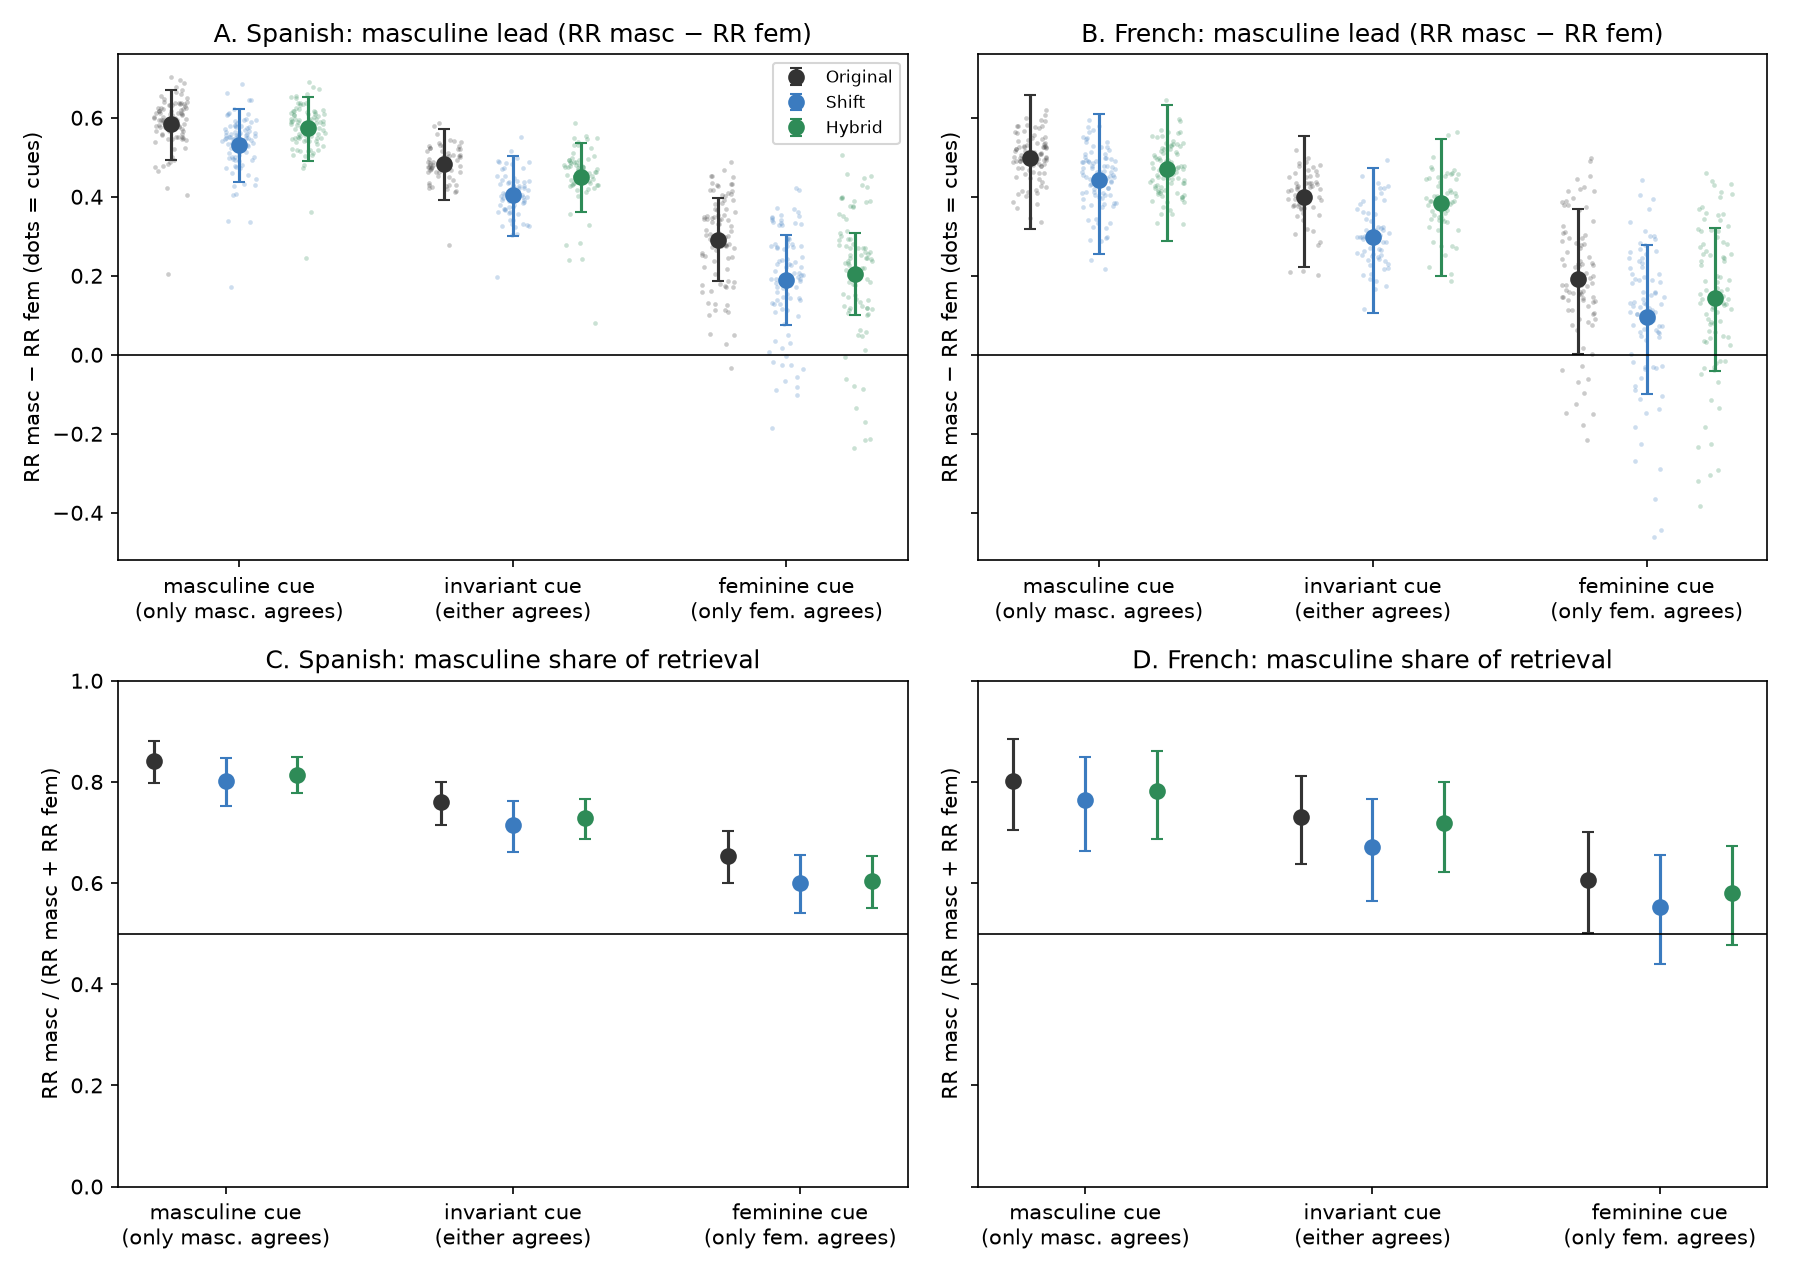 A. Spanish: masculine lead (RR masc − RR fem)
RR masc − RR fem (dots = cues)
0.6
0.4
0.2
0.0
−0.2
−0.4
Original
Shift
Hybrid
masculine cue
(only masc. agrees)
invariant cue
(either agrees)
feminine cue
(only fem. agrees)
B. French: masculine lead (RR masc − RR fem)
RR masc − RR fem (dots = cues)
masculine cue
(only masc. agrees)
invariant cue
(either agrees)
feminine cue
(only fem. agrees)
C. Spanish: masculine share of retrieval
RR masc / (RR masc + RR fem)
1.0
0.8
0.6
0.4
0.2
0.0
masculine cue
(only masc. agrees)
invariant cue
(either agrees)
feminine cue
(only fem. agrees)
D. French: masculine share of retrieval
RR masc / (RR masc + RR fem)
masculine cue
(only masc. agrees)
invariant cue
(either agrees)
feminine cue
(only fem. agrees)